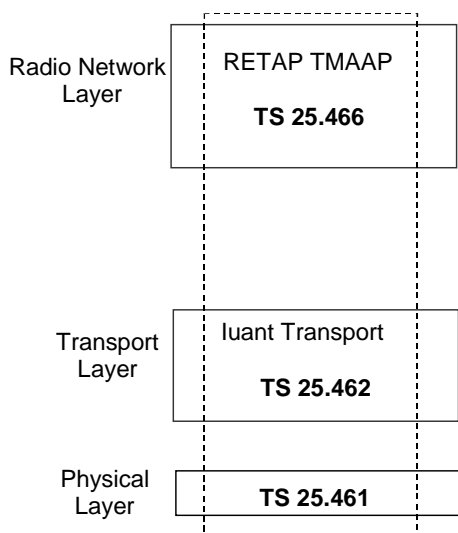 Radio Network
Layer
RETAP TMAAP
TS 25.466
Transport
Layer
Iuant Transport
TS 25.462
Physical
Layer
TS 25.461